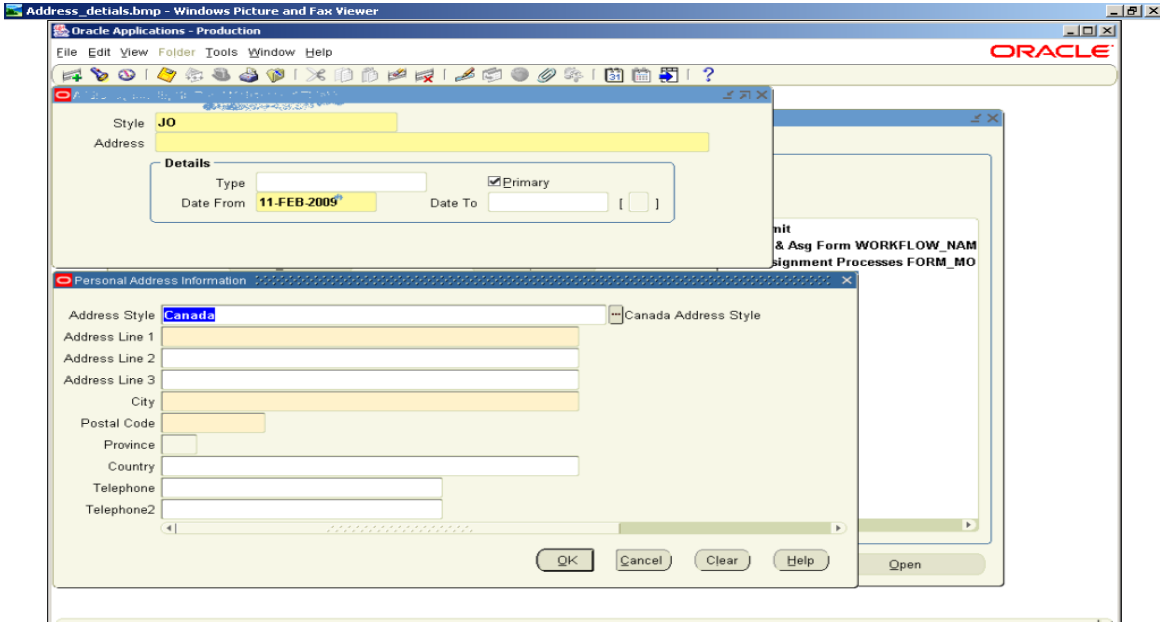 Address_detials.bmp - Windows Picture and Fax Viewer
Oracle Applications - Production
File Edit View Folder Tools Window Help
ORACLE
Style JO
Address
Details
Type
Primary
Date From 11-FEB-2009
Date To
[ ]
nit
& Asg Form WORKFLOW_NAM
signment Processes FORM_MO
Personal Address Information
Address Style Canada
Canada Address Style
Address Line 1
Address Line 2
Address Line 3
City
Postal Code
Province
Country
Telephone
Telephone2
OK Cancel Clear Help
Open